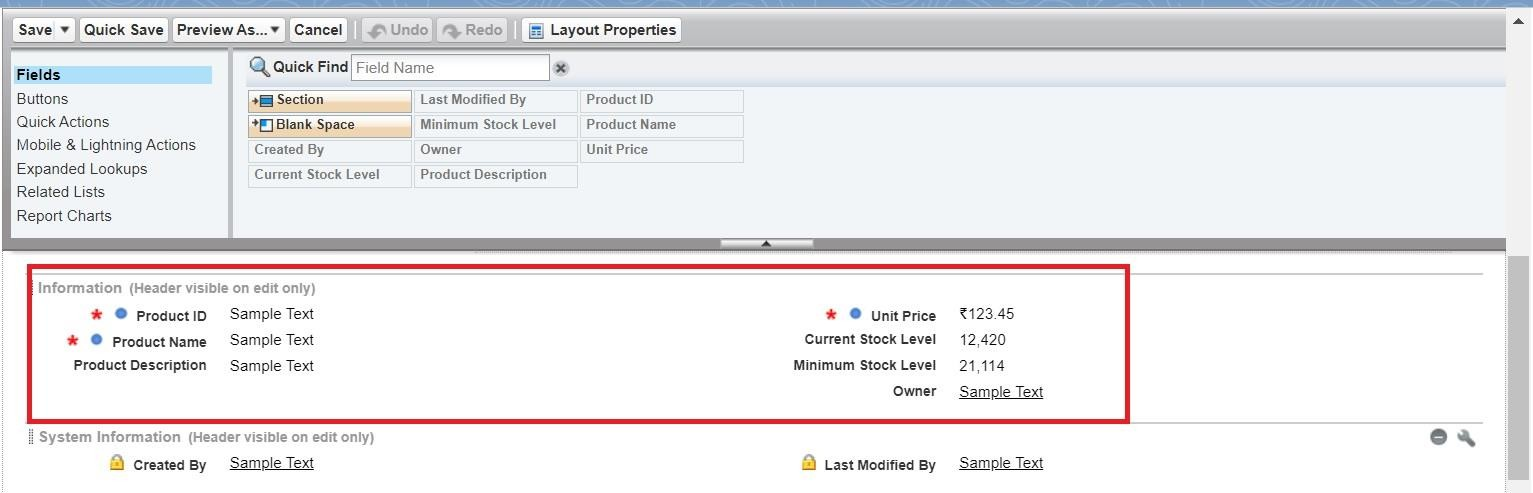 Save Quick Save Preview As... Cancel Undo Redo Layout Properties
Fields
Buttons
Quick Actions
Mobile & Lightning Actions
Expanded Lookups
Related Lists
Report Charts
Quick Find Field Name
Section Last Modified By Product ID
Blank Space Minimum Stock Level Product Name
Created By Owner Unit Price
Current Stock Level Product Description
Information (Header visible on edit only)
* Product ID Sample Text * Unit Price ₹123.45
* Product Name Sample Text Current Stock Level 12,420
Product Description Sample Text Minimum Stock Level 21,114
Owner Sample Text
System Information (Header visible on edit only)
Created By Sample Text Last Modified By Sample Text